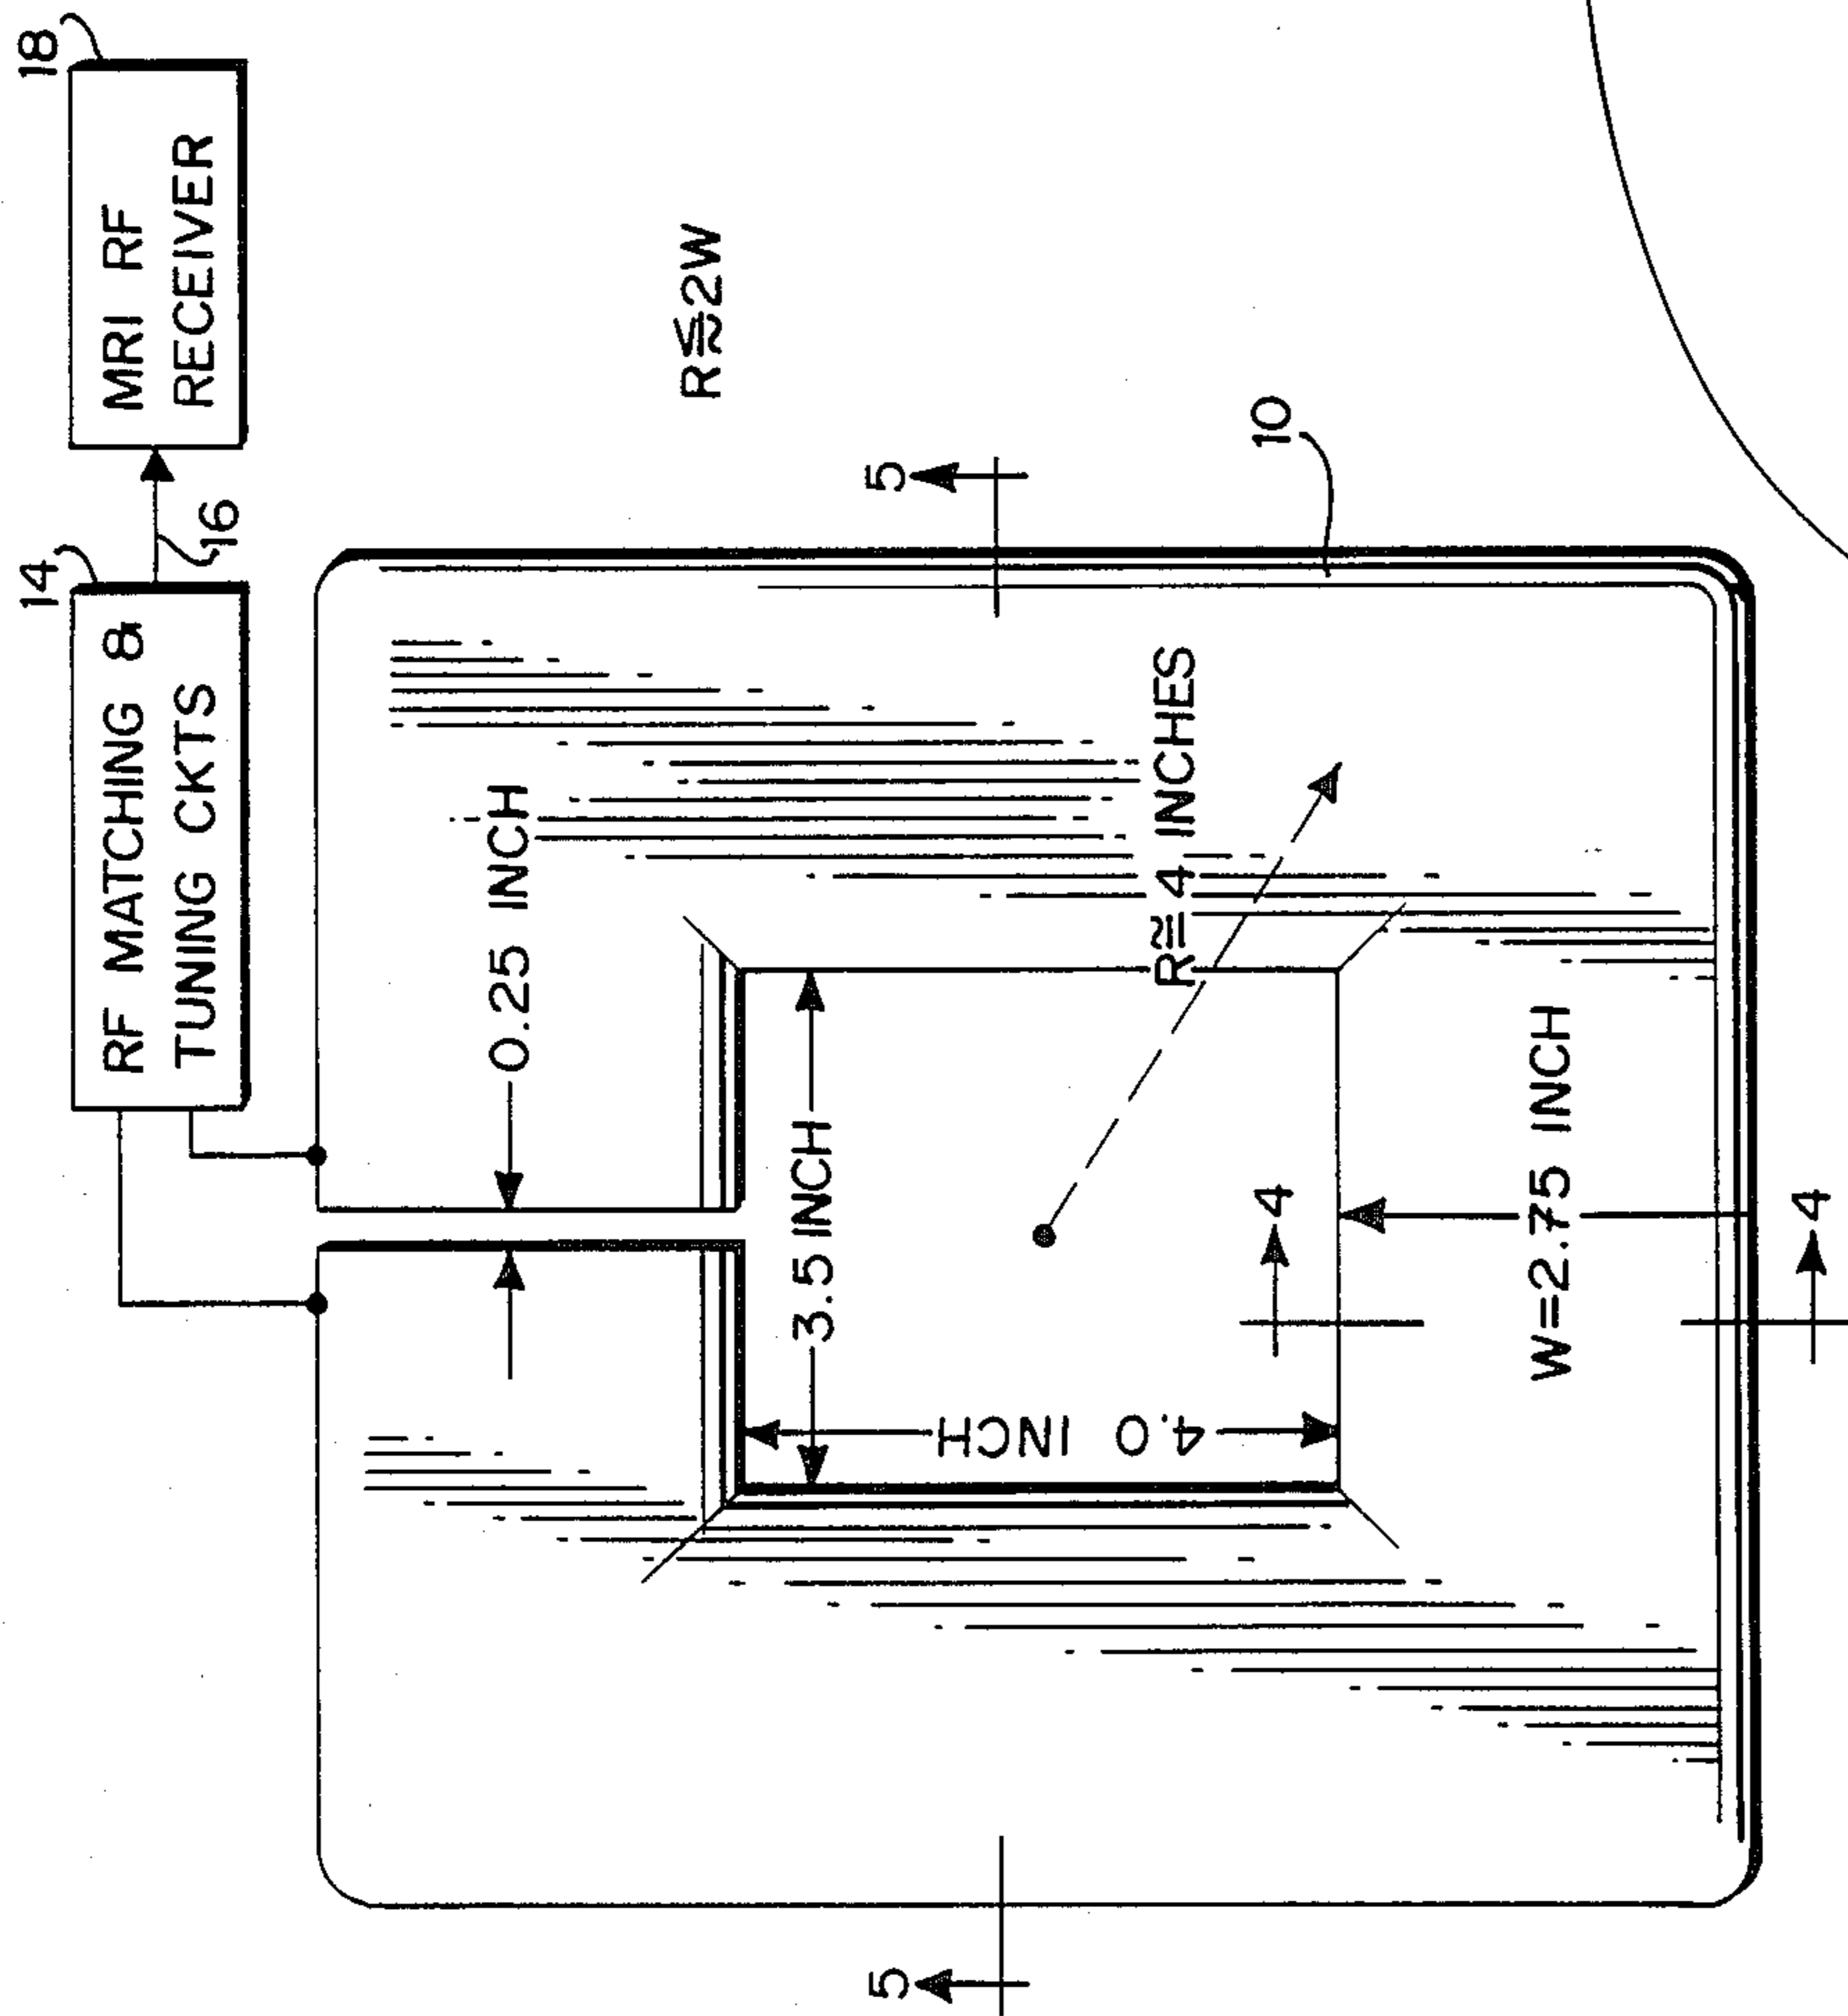 14
18
RF MATCHING &
TUNING CKTS
16
MRI RF
RECEIVER
0.25 INCH
R≦2W
5
5
3.5 INCH
4.0 INCH
R≅4 INCHES
10
4
W=2.75 INCH
4